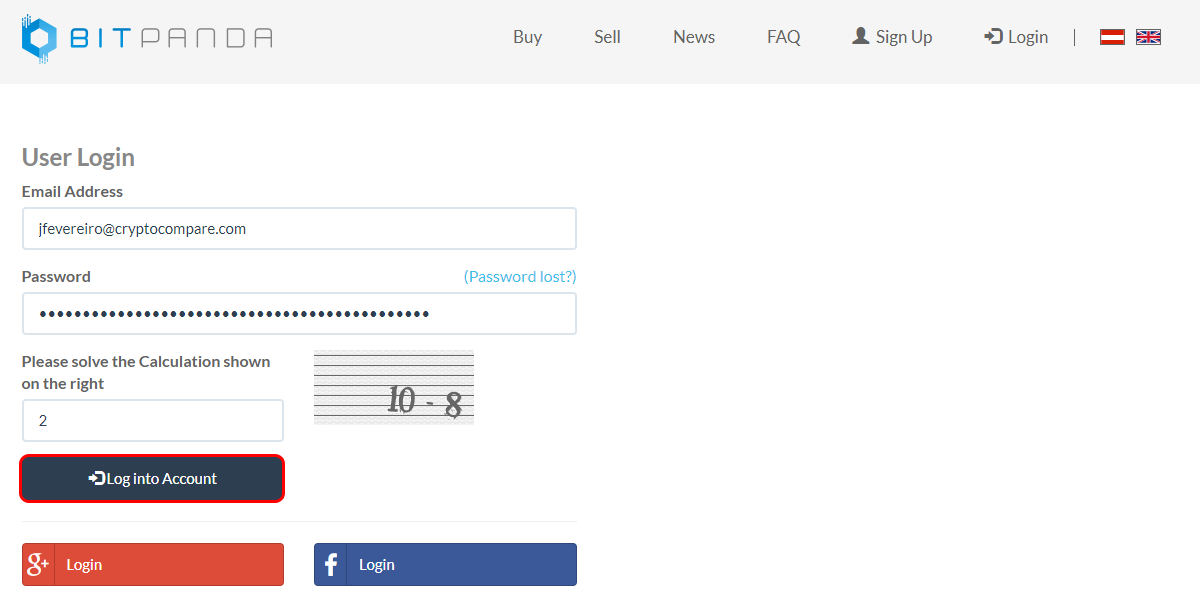 BITPANDA
Buy Sell News FAQ Sign Up Login |
User Login
Email Address
jfevereiro@cryptocompare.com
Password (Password lost?)
•••••••••••••••••••••••••••••••••••••••••••••
Please solve the Calculation shown
on the right
10 - 8
2
Log into Account
g+ Login f Login